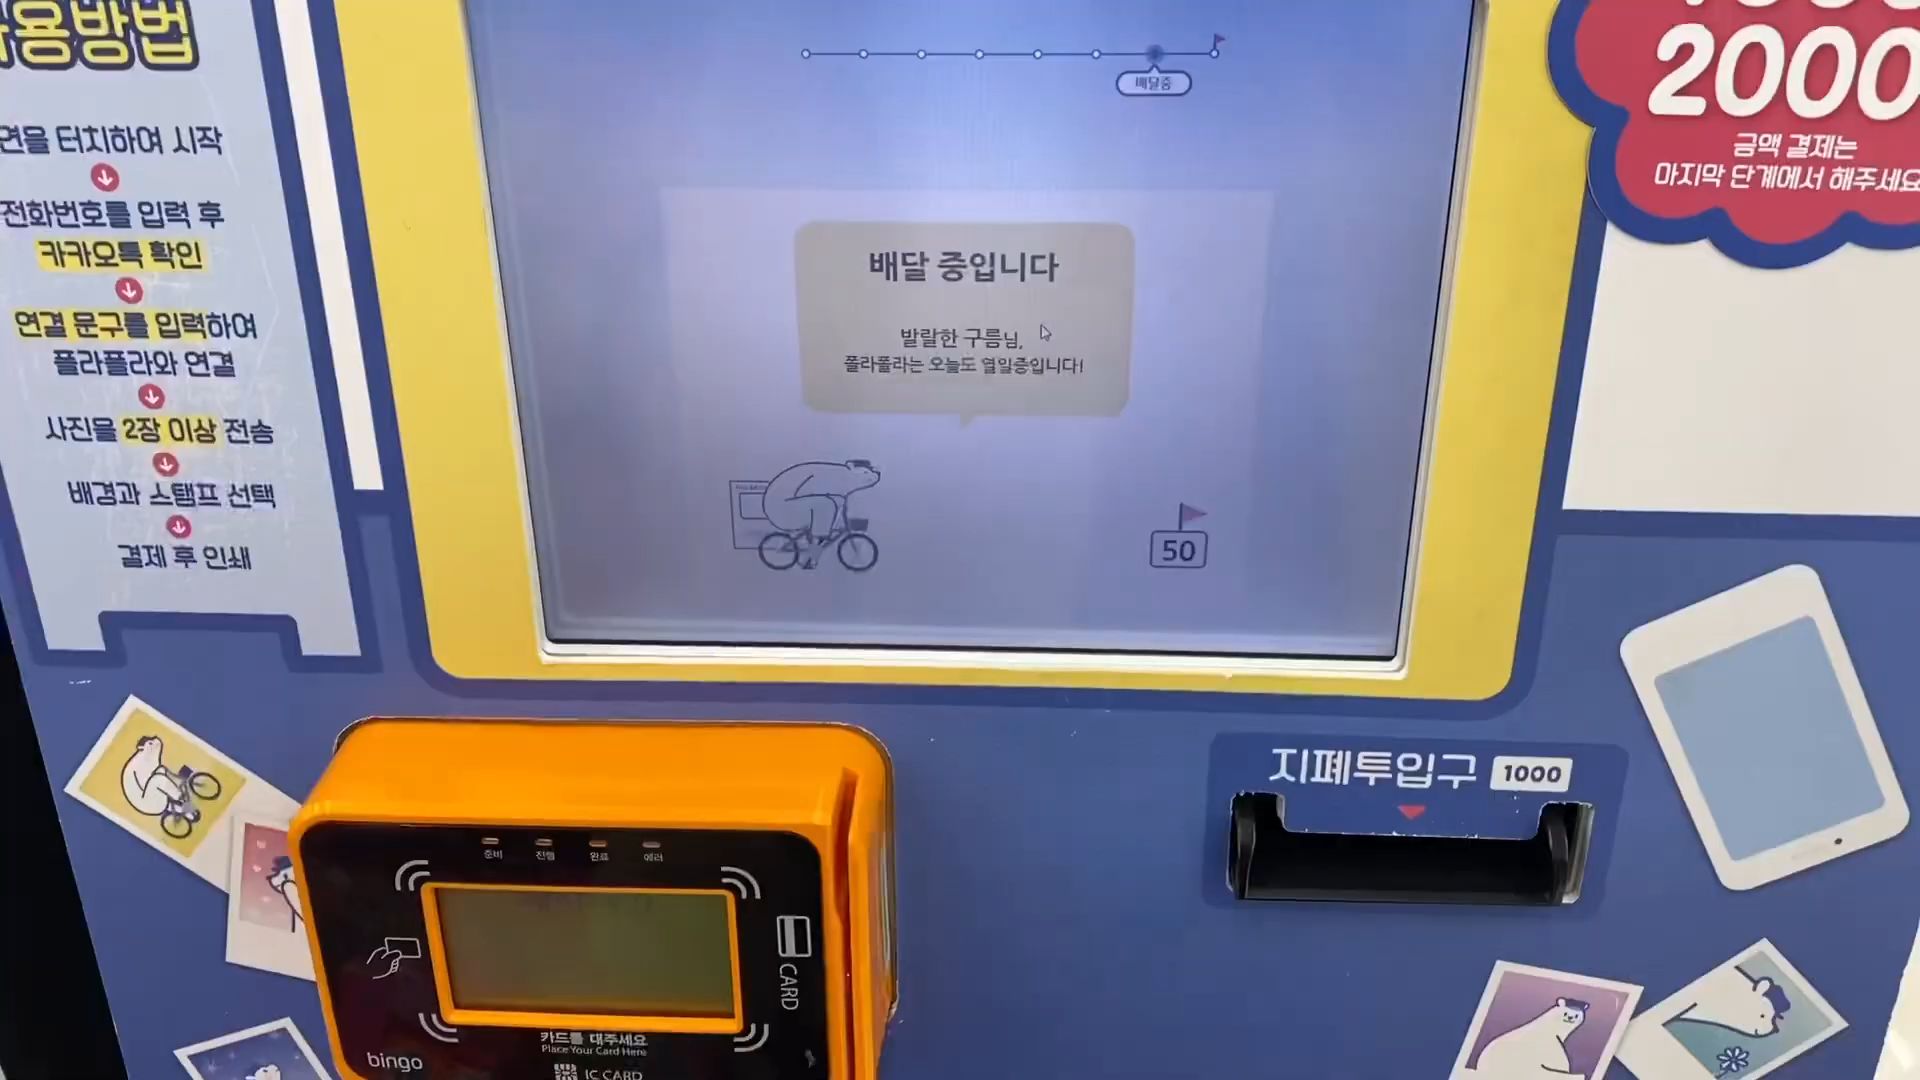 용방법
면을 터치하여 시작
전화번호를 입력 후
카카오톡 확인
연결 문구를 입력하여
폴라폴라와 연결
사진을 2장 이상 전송
배경과 스탬프 선택
결제 후 인쇄
배달중
배달 중입니다
발랄한 구름님,
폴라폴라는 오늘도 열일중입니다!
50
2000
금액 결제는
마지막 단계에서 해주세요
지폐투입구 1000
준비 진행 완료 에러
CARD
카드를 대주세요
Place Your Card Here
bingo
IC CARD